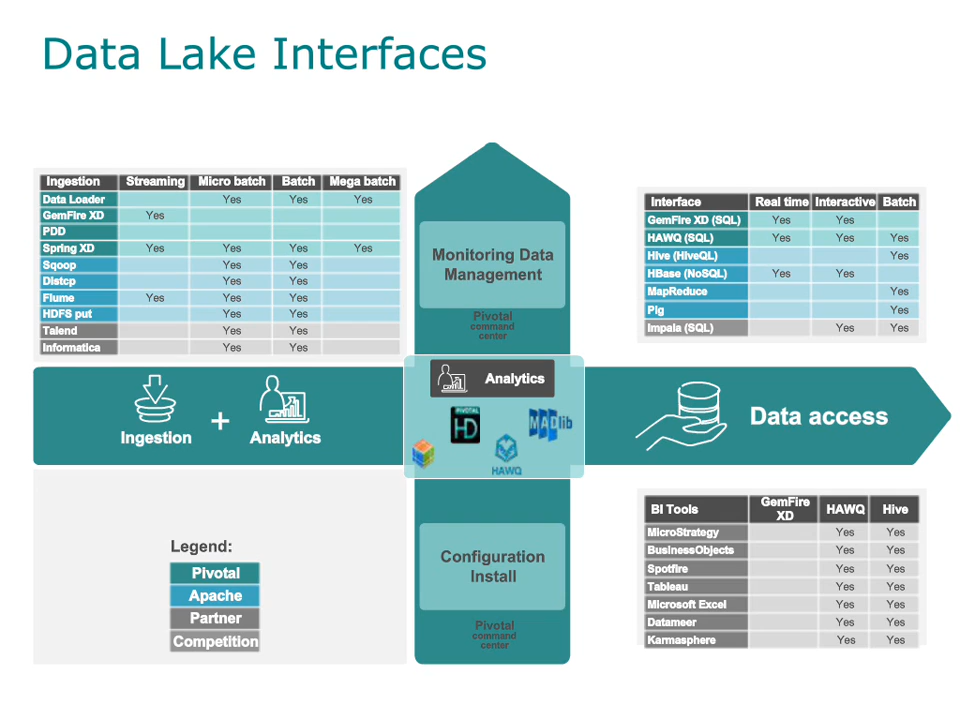 Data Lake Interfaces
Ingestion Streaming Micro batch Batch Mega batch
Data Loader Yes Yes Yes
GemFire XD Yes
PDD
Spring XD Yes Yes Yes Yes
Sqoop Yes Yes
Distcp Yes Yes
Flume Yes Yes Yes
HDFS put Yes Yes
Talend Yes Yes
Informatica Yes Yes
Monitoring Data
Management
Pivotal
command
center
Interface Real time Interactive Batch
GemFire XD (SQL) Yes Yes
HAWQ (SQL) Yes Yes Yes
Hive (HiveQL) Yes
HBase (NoSQL) Yes Yes
MapReduce Yes
Pig Yes
Impala (SQL) Yes Yes
Ingestion + Analytics
Analytics
PIVOTAL
HD
MADlib
HAWQ
Data access
Legend:
Pivotal
Apache
Partner
Competition
Configuration
Install
Pivotal
command
center
BI Tools GemFire XD HAWQ Hive
MicroStrategy Yes Yes
BusinessObjects Yes Yes
Spotfire Yes Yes
Tableau Yes Yes
Microsoft Excel Yes Yes
Datameer Yes Yes
Karmasphere Yes Yes